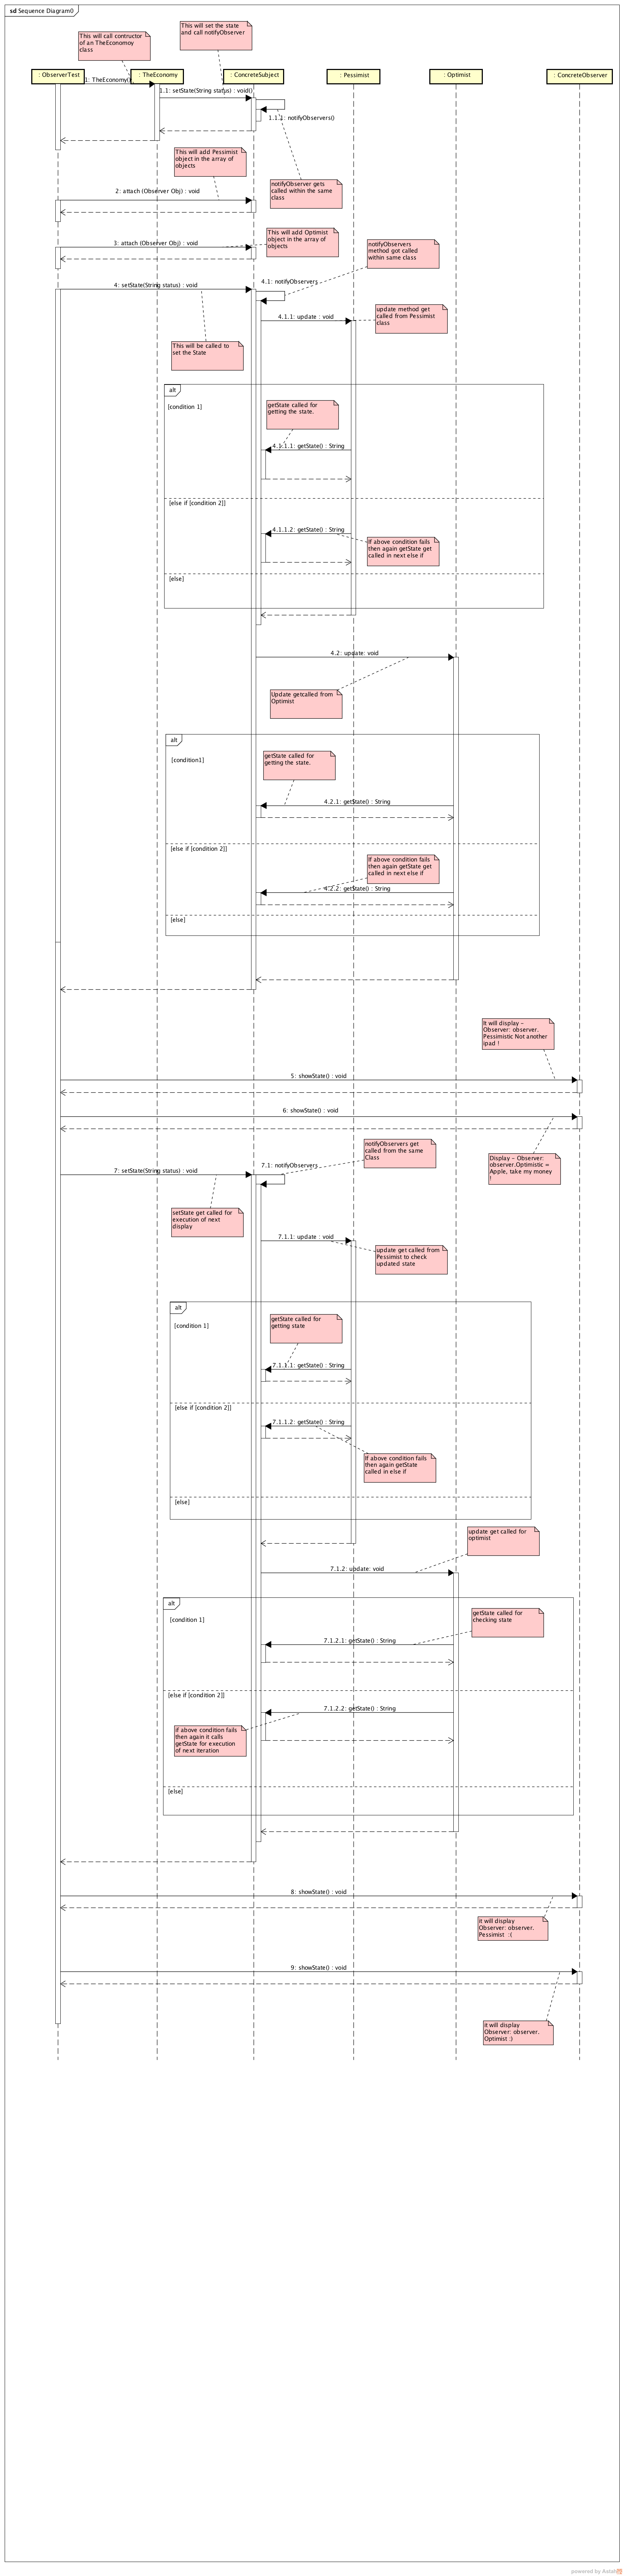 sd Sequence Diagram0
This will set the state
and call notifyObserver
This will call contructor
of an TheEconomoy
class
: ObserverTest
: TheEconomy
: ConcreteSubject
: Pessimist
: Optimist
: ConcreteObserver
1: TheEconomy()
1.1: setState(String status) : void()
1.1.1: notifyObservers()
This will add Pessimist
object in the array of
objects
notifyObserver gets
called within the same
class
2: attach (Observer Obj) : void
This will add Optimist
object in the array of
objects
3: attach (Observer Obj) : void
notifyObservers
method got called
within same class
4: setState(String status) : void
4.1: notifyObservers
4.1.1: update : void
update method get
called from Pessimist
class
This will be called to
set the State
alt
[condition 1]
getState called for
getting the state.
4.1.1.1: getState() : String
[else if [condition 2]]
4.1.1.2: getState() : String
If above condition fails
then again getState get
called in next else if
[else]
4.2: update: void
Update getcalled from
Optimist
alt
[condition1]
getState called for
getting the state.
4.2.1: getState() : String
[else if [condition 2]]
If above condition fails
then again getState get
called in next else if
4.2.2: getState() : String
[else]
It will display -
Observer: observer.
Pessimistic Not another
ipad !
5: showState() : void
6: showState() : void
notifyObservers get
called from the same
Class
Display - Observer:
observer.Optimistic =
Apple, take my money
!
7: setState(String status) : void
7.1: notifyObservers
setState get called for
execution of next
display
7.1.1: update : void
update get called from
Pessimist to check
updated state
alt
[condition 1]
getState called for
getting state
7.1.1.1: getState() : String
[else if [condition 2]]
7.1.1.2: getState() : String
If above condition fails
then again getState
called in else if
[else]
update get called for
optimist
7.1.2: update: void
alt
[condition 1]
getState called for
checking state
7.1.2.1: getState() : String
[else if [condition 2]]
7.1.2.2: getState() : String
if above condition fails
then again it calls
getState for execution
of next iteration
[else]
8: showState() : void
it will display
Observer: observer.
Pessimist :(
9: showState() : void
it will display
Observer: observer.
Optimist :)
powered by Astah